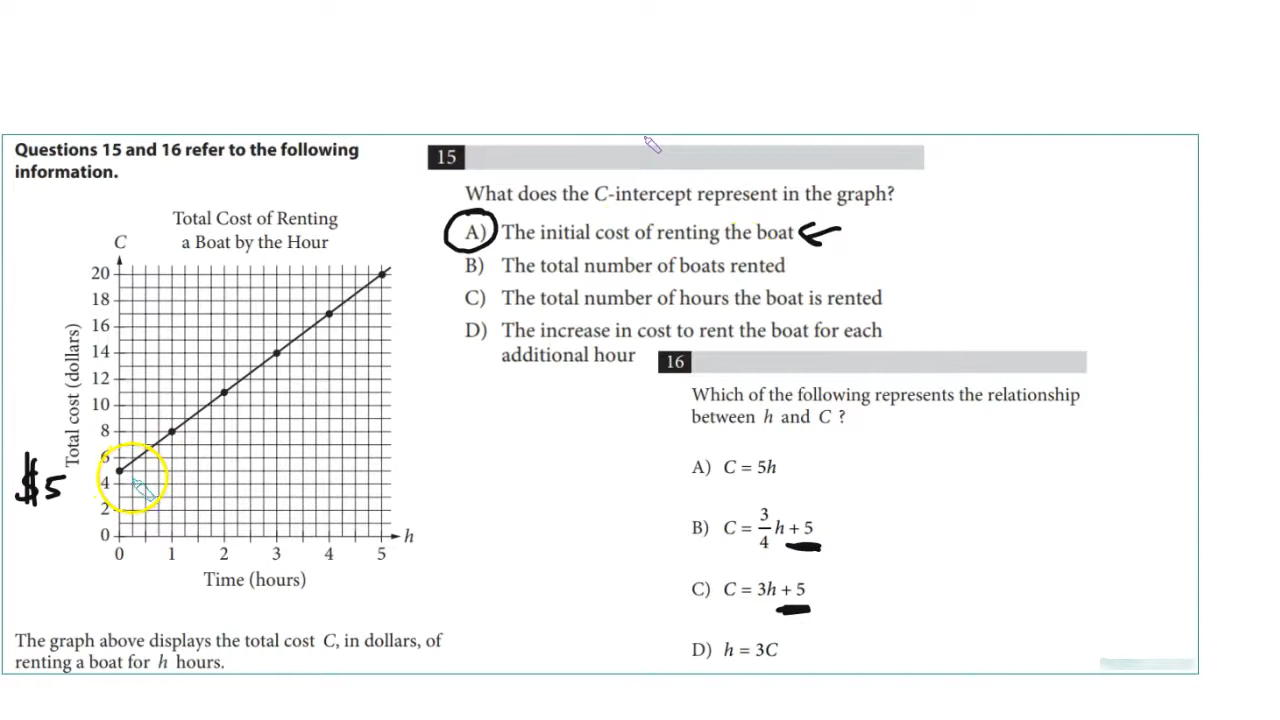 Questions 15 and 16 refer to the following
information.
Total Cost of Renting
a Boat by the Hour
C
20
18
16
14
12
10
8
6
4
2
0
Total cost (dollars)
0 1 2 3 4 5
h
Time (hours)
$5
The graph above displays the total cost C, in dollars, of
renting a boat for h hours.
15
What does the C-intercept represent in the graph?
A) The initial cost of renting the boat
B) The total number of boats rented
C) The total number of hours the boat is rented
D) The increase in cost to rent the boat for each
additional hour
16
Which of the following represents the relationship
between h and C ?
A) C = 5h
B) C = 3/4 h + 5
C) C = 3h + 5
D) h = 3C